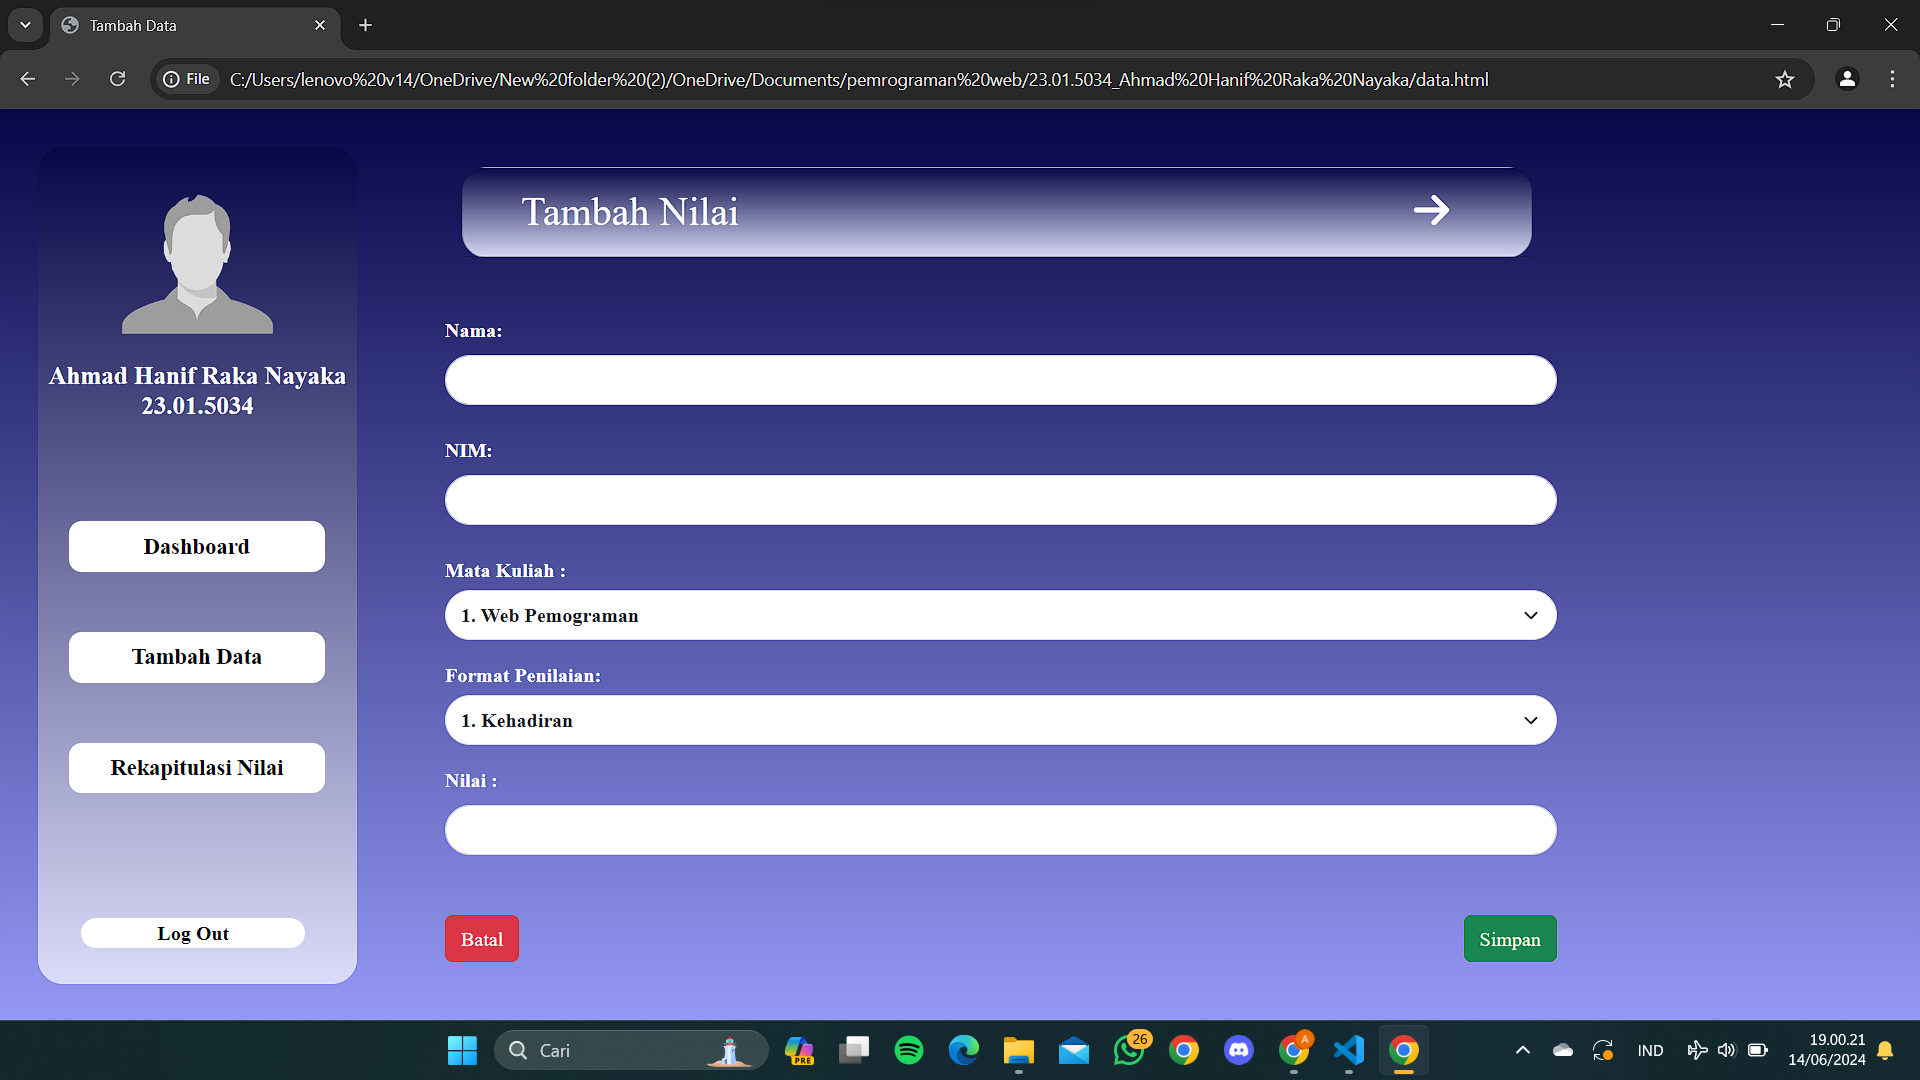 Tambah Data
File
C:/Users/lenovo%20v14/OneDrive/New%20folder%20(2)/OneDrive/Documents/pemrograman%20web/23.01.5034_Ahmad%20Hanif%20Raka%20Nayaka/data.html
Ahmad Hanif Raka Nayaka
23.01.5034
Dashboard
Tambah Data
Rekapitulasi Nilai
Log Out
Tambah Nilai
Nama:
NIM:
Mata Kuliah :
1. Web Pemograman
Format Penilaian:
1. Kehadiran
Nilai :
Batal
Simpan
Cari
PRE
26
A
IND
19.00.21
14/06/2024